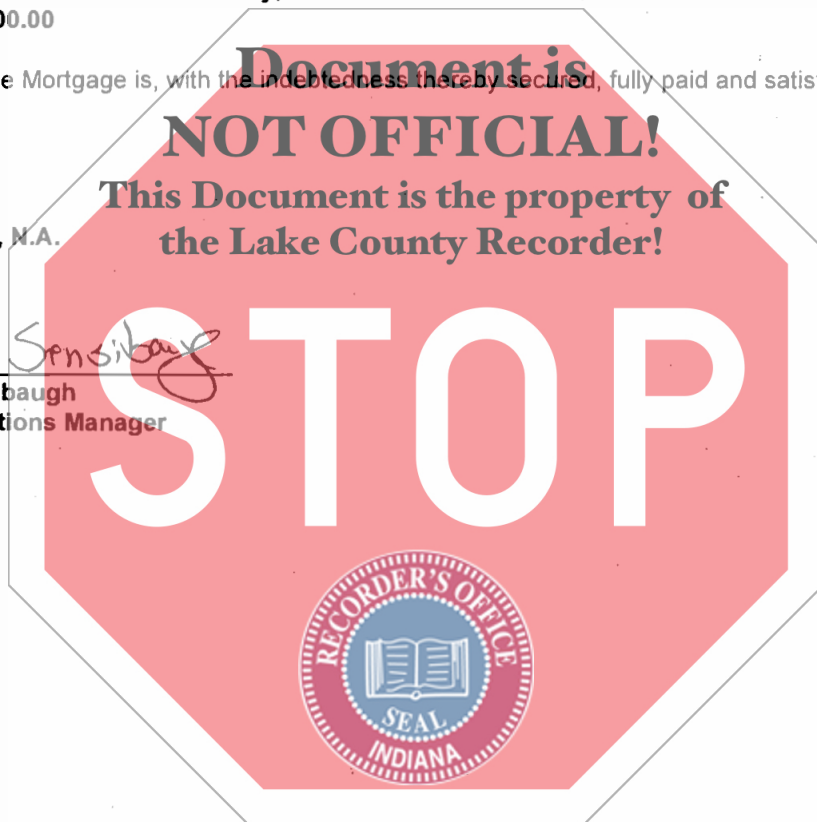 00.00
Document is
e Mortgage is, with the indebtedness thereby secured, fully paid and satis
NOT OFFICIAL!
This Document is the property of
the Lake County Recorder!
, N.A.
Sensibaugh
baugh
tions Manager
STOP
RECORDER'S OFFICE
SEAL
INDIANA